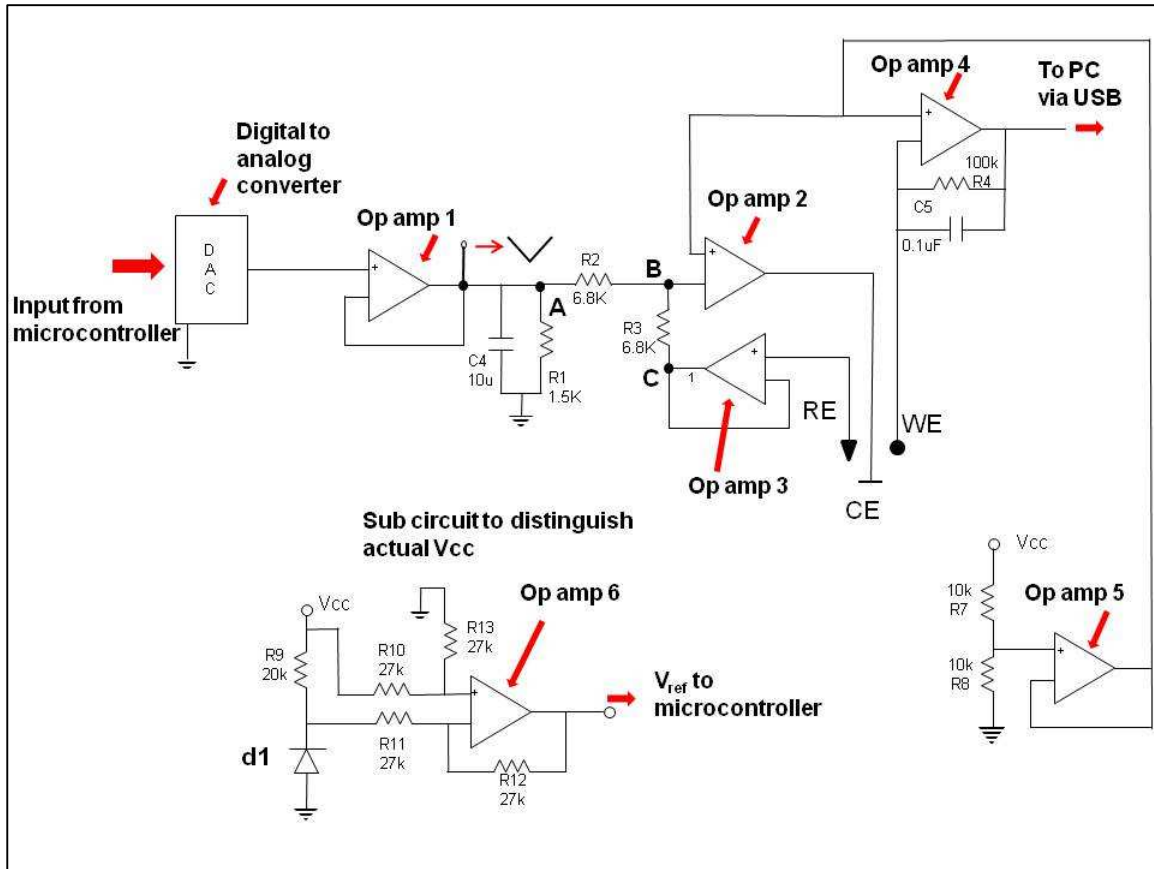 Op amp 4
To PC
via USB
Digital to
analog
converter
+
100k
R4
C5
0.1uF
Op amp 1
Op amp 2
D
A
C
+
R2
6.8K
B
+
A
Input from
microcontroller
R3
6.8K
C4
10u
R1
1.5K
C
1
+
RE
WE
Op amp 3
CE
Sub circuit to distinguish
actual Vcc
Vcc
Op amp 6
R13
27k
R9
20k
R10
27k
+
Vref to
microcontroller
R11
27k
d1
R12
27k
Vcc
10k
R7
Op amp 5
10k
R8
+